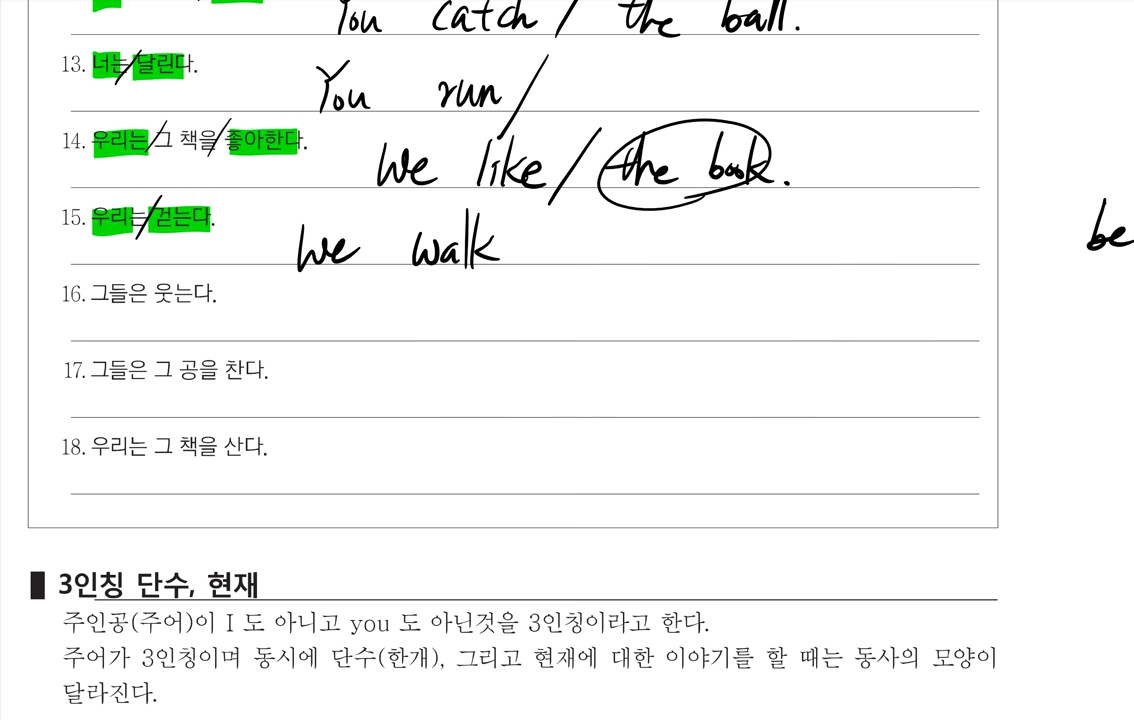 You catch / the ball.
13. 너는/달린다.
You run /
14. 우리는/그 책을/좋아한다.
We like / the book.
15. 우리는/걷는다.
We walk
be
16. 그들은 웃는다.
17. 그들은 그 공을 찬다.
18. 우리는 그 책을 산다.
3인칭 단수, 현재
주인공(주어)이 I 도 아니고 you 도 아닌것을 3인칭이라고 한다.
주어가 3인칭이며 동시에 단수(한개), 그리고 현재에 대한 이야기를 할 때는 동사의 모양이
달라진다.